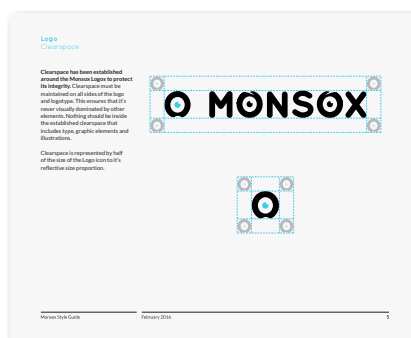 Logo
Clearspace
Clearspace has been established
around the Monsox Logos to protect
its integrity. Clearspace must be
maintained on all sides of the logo
and logotype. This ensures that it's
never visually dominated by other
elements. Nothing should be inside
the established clearspace that
includes type, graphic elements and
illustrations.
Clearspace is represented by half
of the size of the Logo icon to it's
reflective size proportion.
MONSOX
Monsox Style Guide
February 2016
5